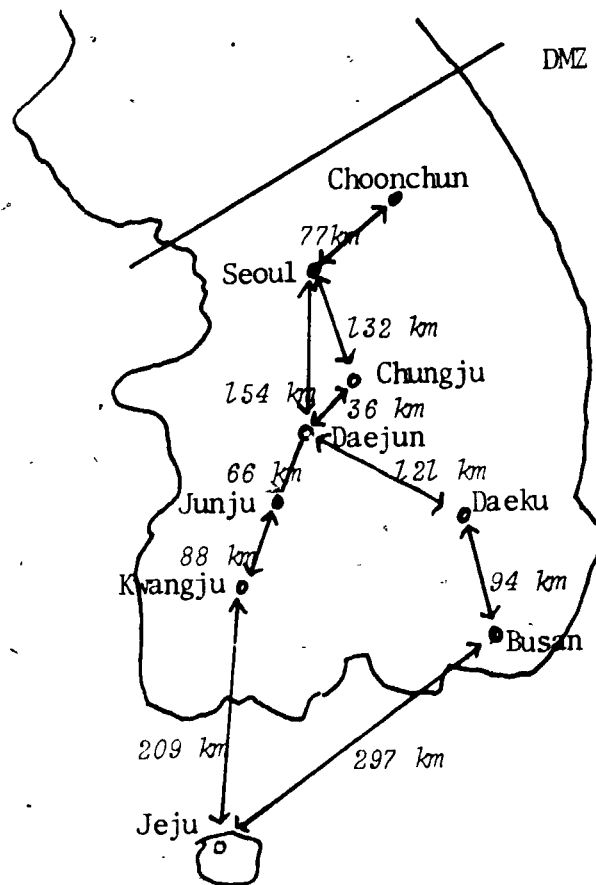 DMZ
Choonchun
77km
Seoul
132 km
Chungju
154 km
36 km
Daejun
66 km
121 km
Junju
Daeku
88 km
Kwangju
94 km
Busan
209 km
297 km
Jeju